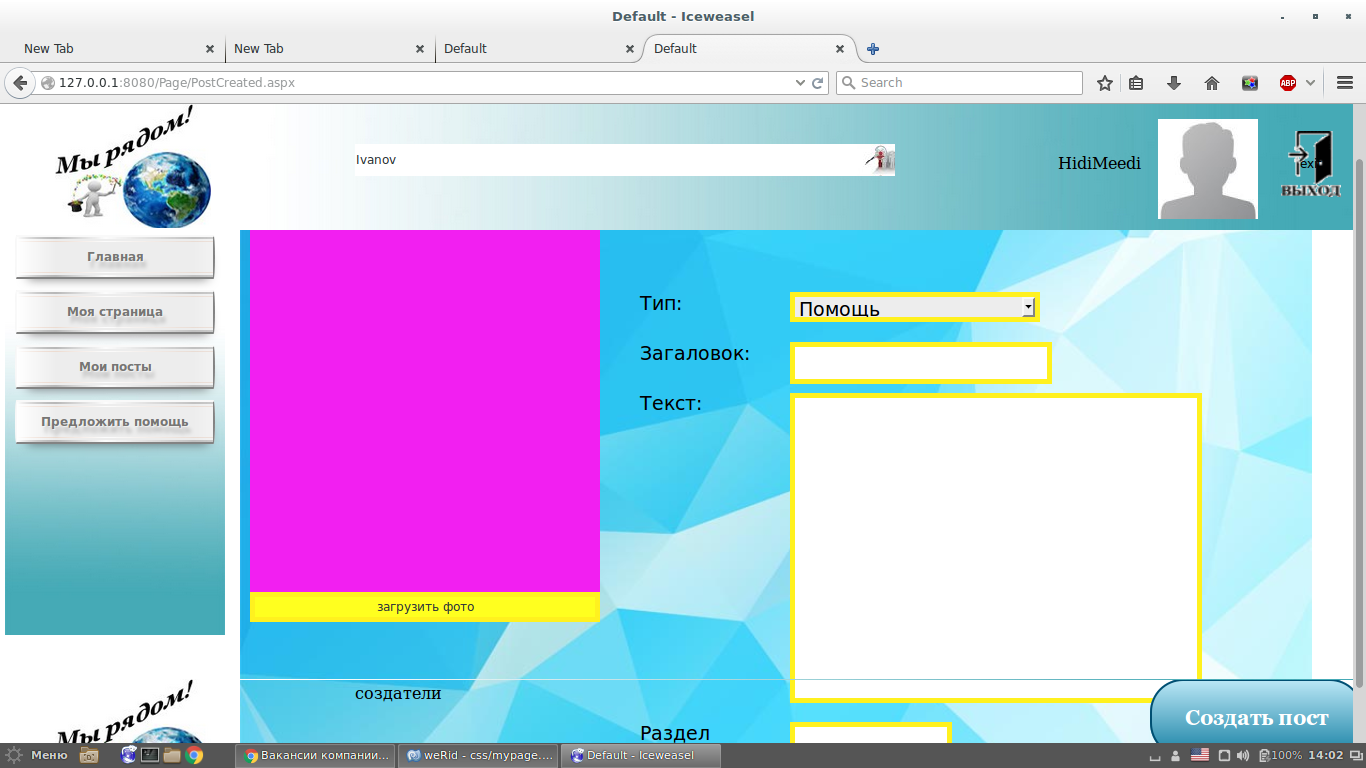 Default - Iceweasel
New Tab
New Tab
Default
Default
127.0.0.1:8080/Page/PostCreated.aspx
Search
ABP
Мы рядом!
Ivanov
HidiMeedi
exit
ВЫХОД
Главная
Моя страница
Мои посты
Предложить помощь
Тип:
Помощь
Загаловок:
Текст:
загрузить фото
создатели
Мы рядом!
Раздел
Создать пост
Меню
Вакансии компании...
weRid - css/mypage....
Default - Iceweasel
100%
14:02